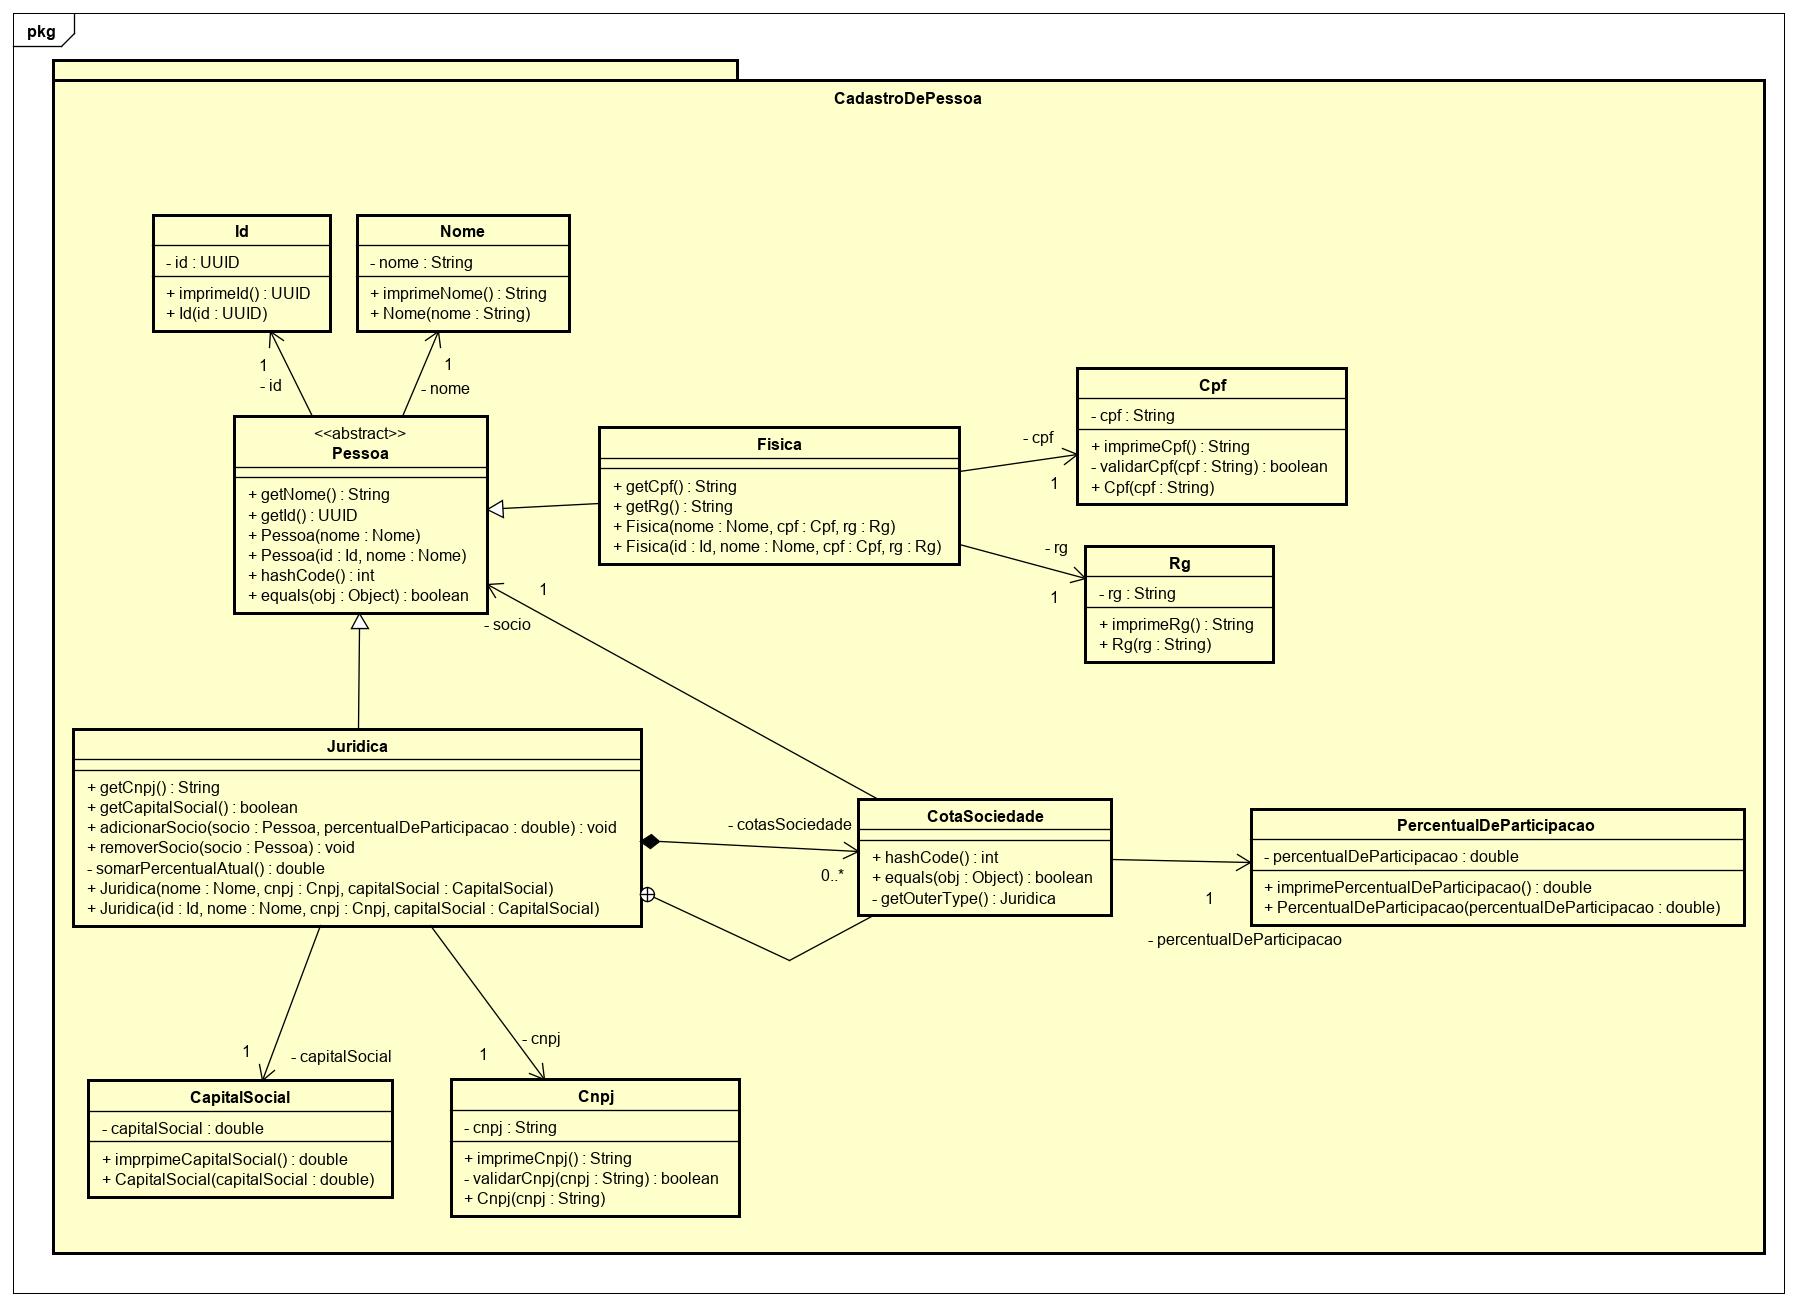 pkg
CadastroDePessoa
Id
- id : UUID
+ imprimeId() : UUID
+ Id(id : UUID)
Nome
- nome : String
+ imprimeNome() : String
+ Nome(nome : String)
1
- id
1
- nome
<<abstract>>
Pessoa
+ getNome() : String
+ getId() : UUID
+ Pessoa(nome : Nome)
+ Pessoa(id : Id, nome : Nome)
+ hashCode() : int
+ equals(obj : Object) : boolean
Fisica
+ getCpf() : String
+ getRg() : String
+ Fisica(nome : Nome, cpf : Cpf, rg : Rg)
+ Fisica(id : Id, nome : Nome, cpf : Cpf, rg : Rg)
- cpf
1
Cpf
- cpf : String
+ imprimeCpf() : String
- validarCpf(cpf : String) : boolean
+ Cpf(cpf : String)
- rg
1
Rg
- rg : String
+ imprimeRg() : String
+ Rg(rg : String)
1
- socio
Juridica
+ getCnpj() : String
+ getCapitalSocial() : boolean
+ adicionarSocio(socio : Pessoa, percentualDeParticipacao : double) : void
+ removerSocio(socio : Pessoa) : void
- somarPercentualAtual() : double
+ Juridica(nome : Nome, cnpj : Cnpj, capitalSocial : CapitalSocial)
+ Juridica(id : Id, nome : Nome, cnpj : Cnpj, capitalSocial : CapitalSocial)
- cotasSociedade
0..*
CotaSociedade
+ hashCode() : int
+ equals(obj : Object) : boolean
- getOuterType() : Juridica
1
- percentualDeParticipacao
PercentualDeParticipacao
- percentualDeParticipacao : double
+ imprimePercentualDeParticipacao() : double
+ PercentualDeParticipacao(percentualDeParticipacao : double)
1
- capitalSocial
1
- cnpj
CapitalSocial
- capitalSocial : double
+ imprpimeCapitalSocial() : double
+ CapitalSocial(capitalSocial : double)
Cnpj
- cnpj : String
+ imprimeCnpj() : String
- validarCnpj(cnpj : String) : boolean
+ Cnpj(cnpj : String)